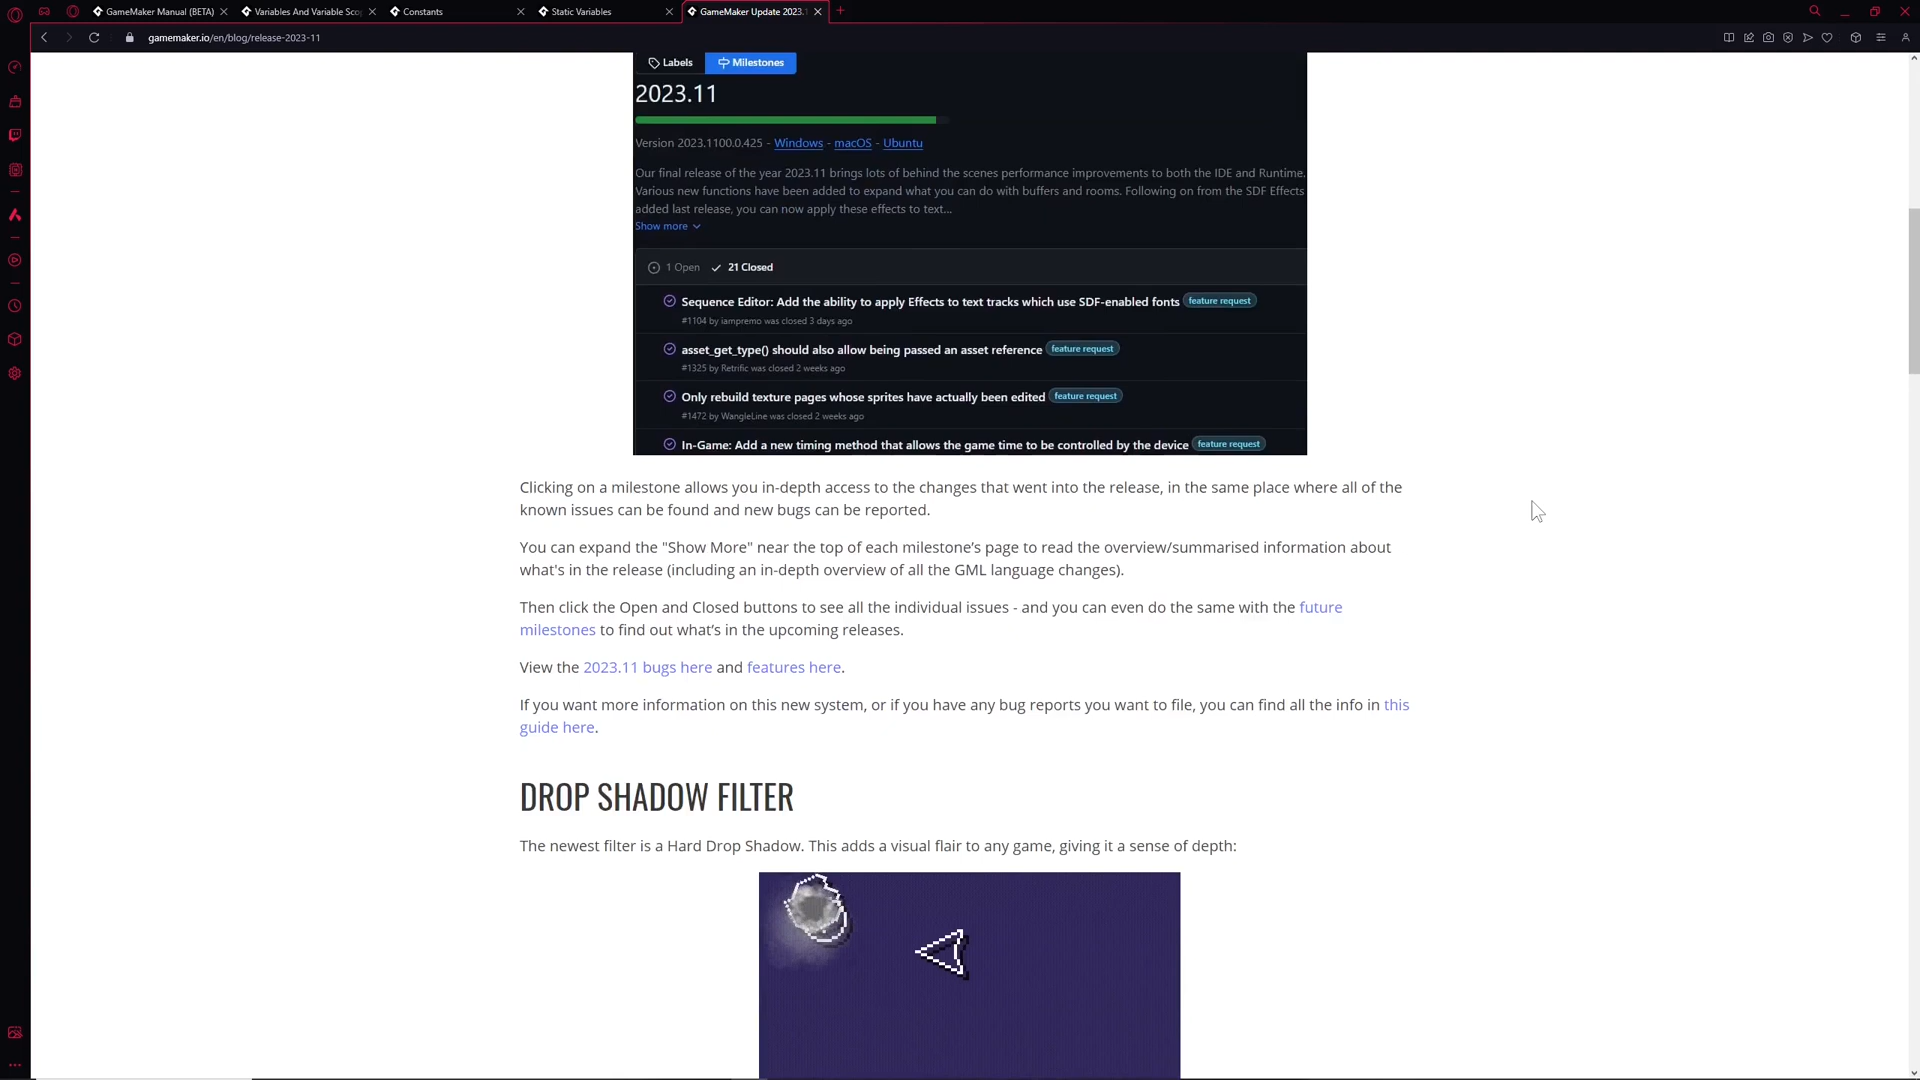 GameMaker Manual (BETA)
Variables And Variable Sco
Constants
Static Variables
GameMaker Update 2023.
gamemaker.io/en/blog/release-2023-11
Labels
Milestones
2023.11
Version 2023.1100.0.425 - Windows - macOS - Ubuntu
Our final release of the year 2023.11 brings lots of behind the scenes performance improvements to both the IDE and Runtime.
Various new functions have been added to expand what you can do with buffers and rooms. Following on from the SDF Effects
added last release, you can now apply these effects to text...
Show more
1 Open 21 Closed
Sequence Editor: Add the ability to apply Effects to text tracks which use SDF-enabled fonts feature request
#1104 by iampremo was closed 3 days ago
asset_get_type() should also allow being passed an asset reference feature request
#1325 by Retrific was closed 2 weeks ago
Only rebuild texture pages whose sprites have actually been edited feature request
#1472 by WangleLine was closed 2 weeks ago
In-Game: Add a new timing method that allows the game time to be controlled by the device feature request
Clicking on a milestone allows you in-depth access to the changes that went into the release, in the same place where all of the
known issues can be found and new bugs can be reported.
You can expand the "Show More" near the top of each milestone’s page to read the overview/summarised information about
what's in the release (including an in-depth overview of all the GML language changes).
Then click the Open and Closed buttons to see all the individual issues - and you can even do the same with the future
milestones to find out what’s in the upcoming releases.
View the 2023.11 bugs here and features here.
If you want more information on this new system, or if you have any bug reports you want to file, you can find all the info in this
guide here.
DROP SHADOW FILTER
The newest filter is a Hard Drop Shadow. This adds a visual flair to any game, giving it a sense of depth: